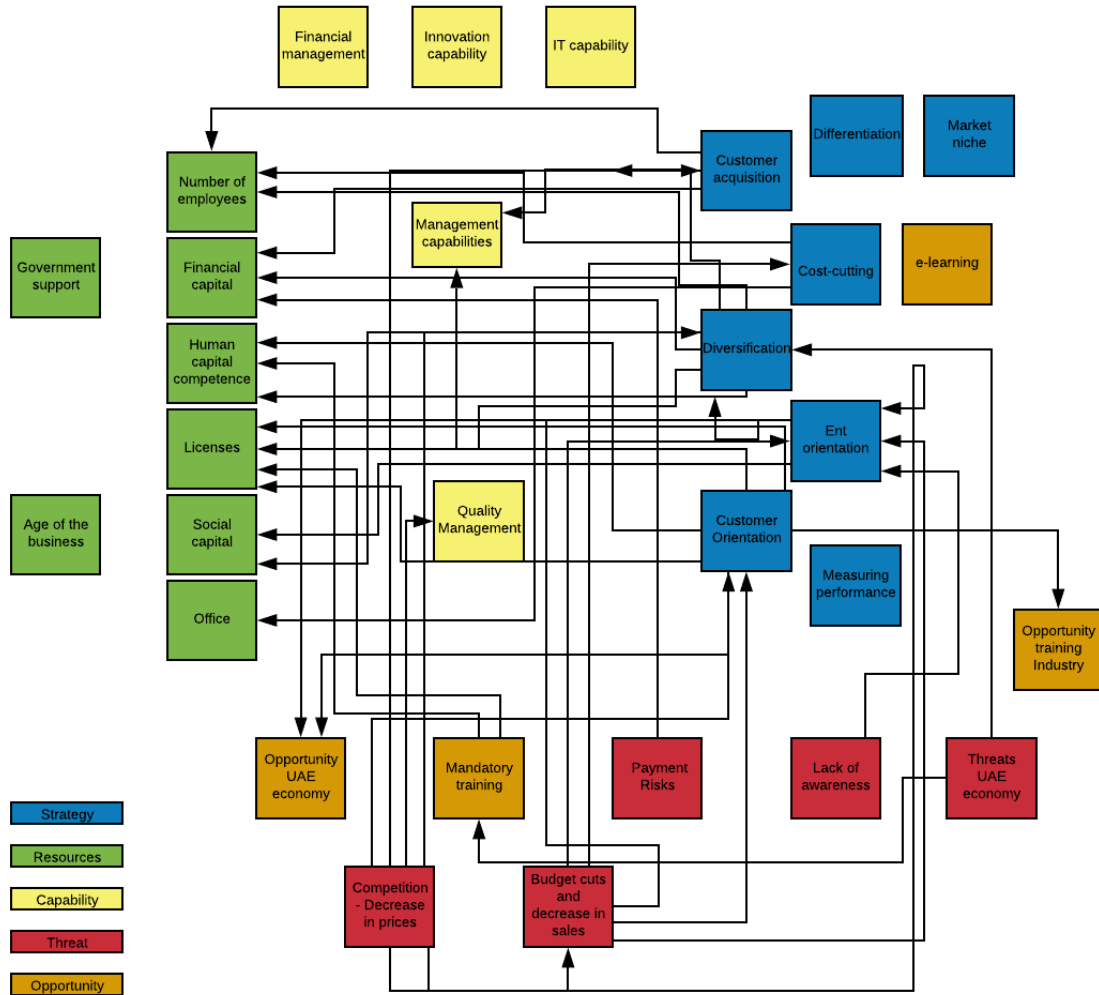 Financial
management
Innovation
capability
IT capability
Differentiation
Market
niche
Customer
acquisition
Number of
employees
Management
capabilities
Government
support
Financial
capital
Cost-cutting
e-learning
Human
capital
competence
Diversification
Licenses
Ent
orientation
Age of the
business
Social
capital
Quality
Management
Customer
Orientation
Measuring
performance
Office
Opportunity
training
Industry
Opportunity
UAE
economy
Mandatory
training
Payment
Risks
Lack of
awareness
Threats
UAE
economy
Strategy
Resources
Capability
Threat
Opportunity
Competition
- Decrease
in prices
Budget cuts
and
decrease in
sales